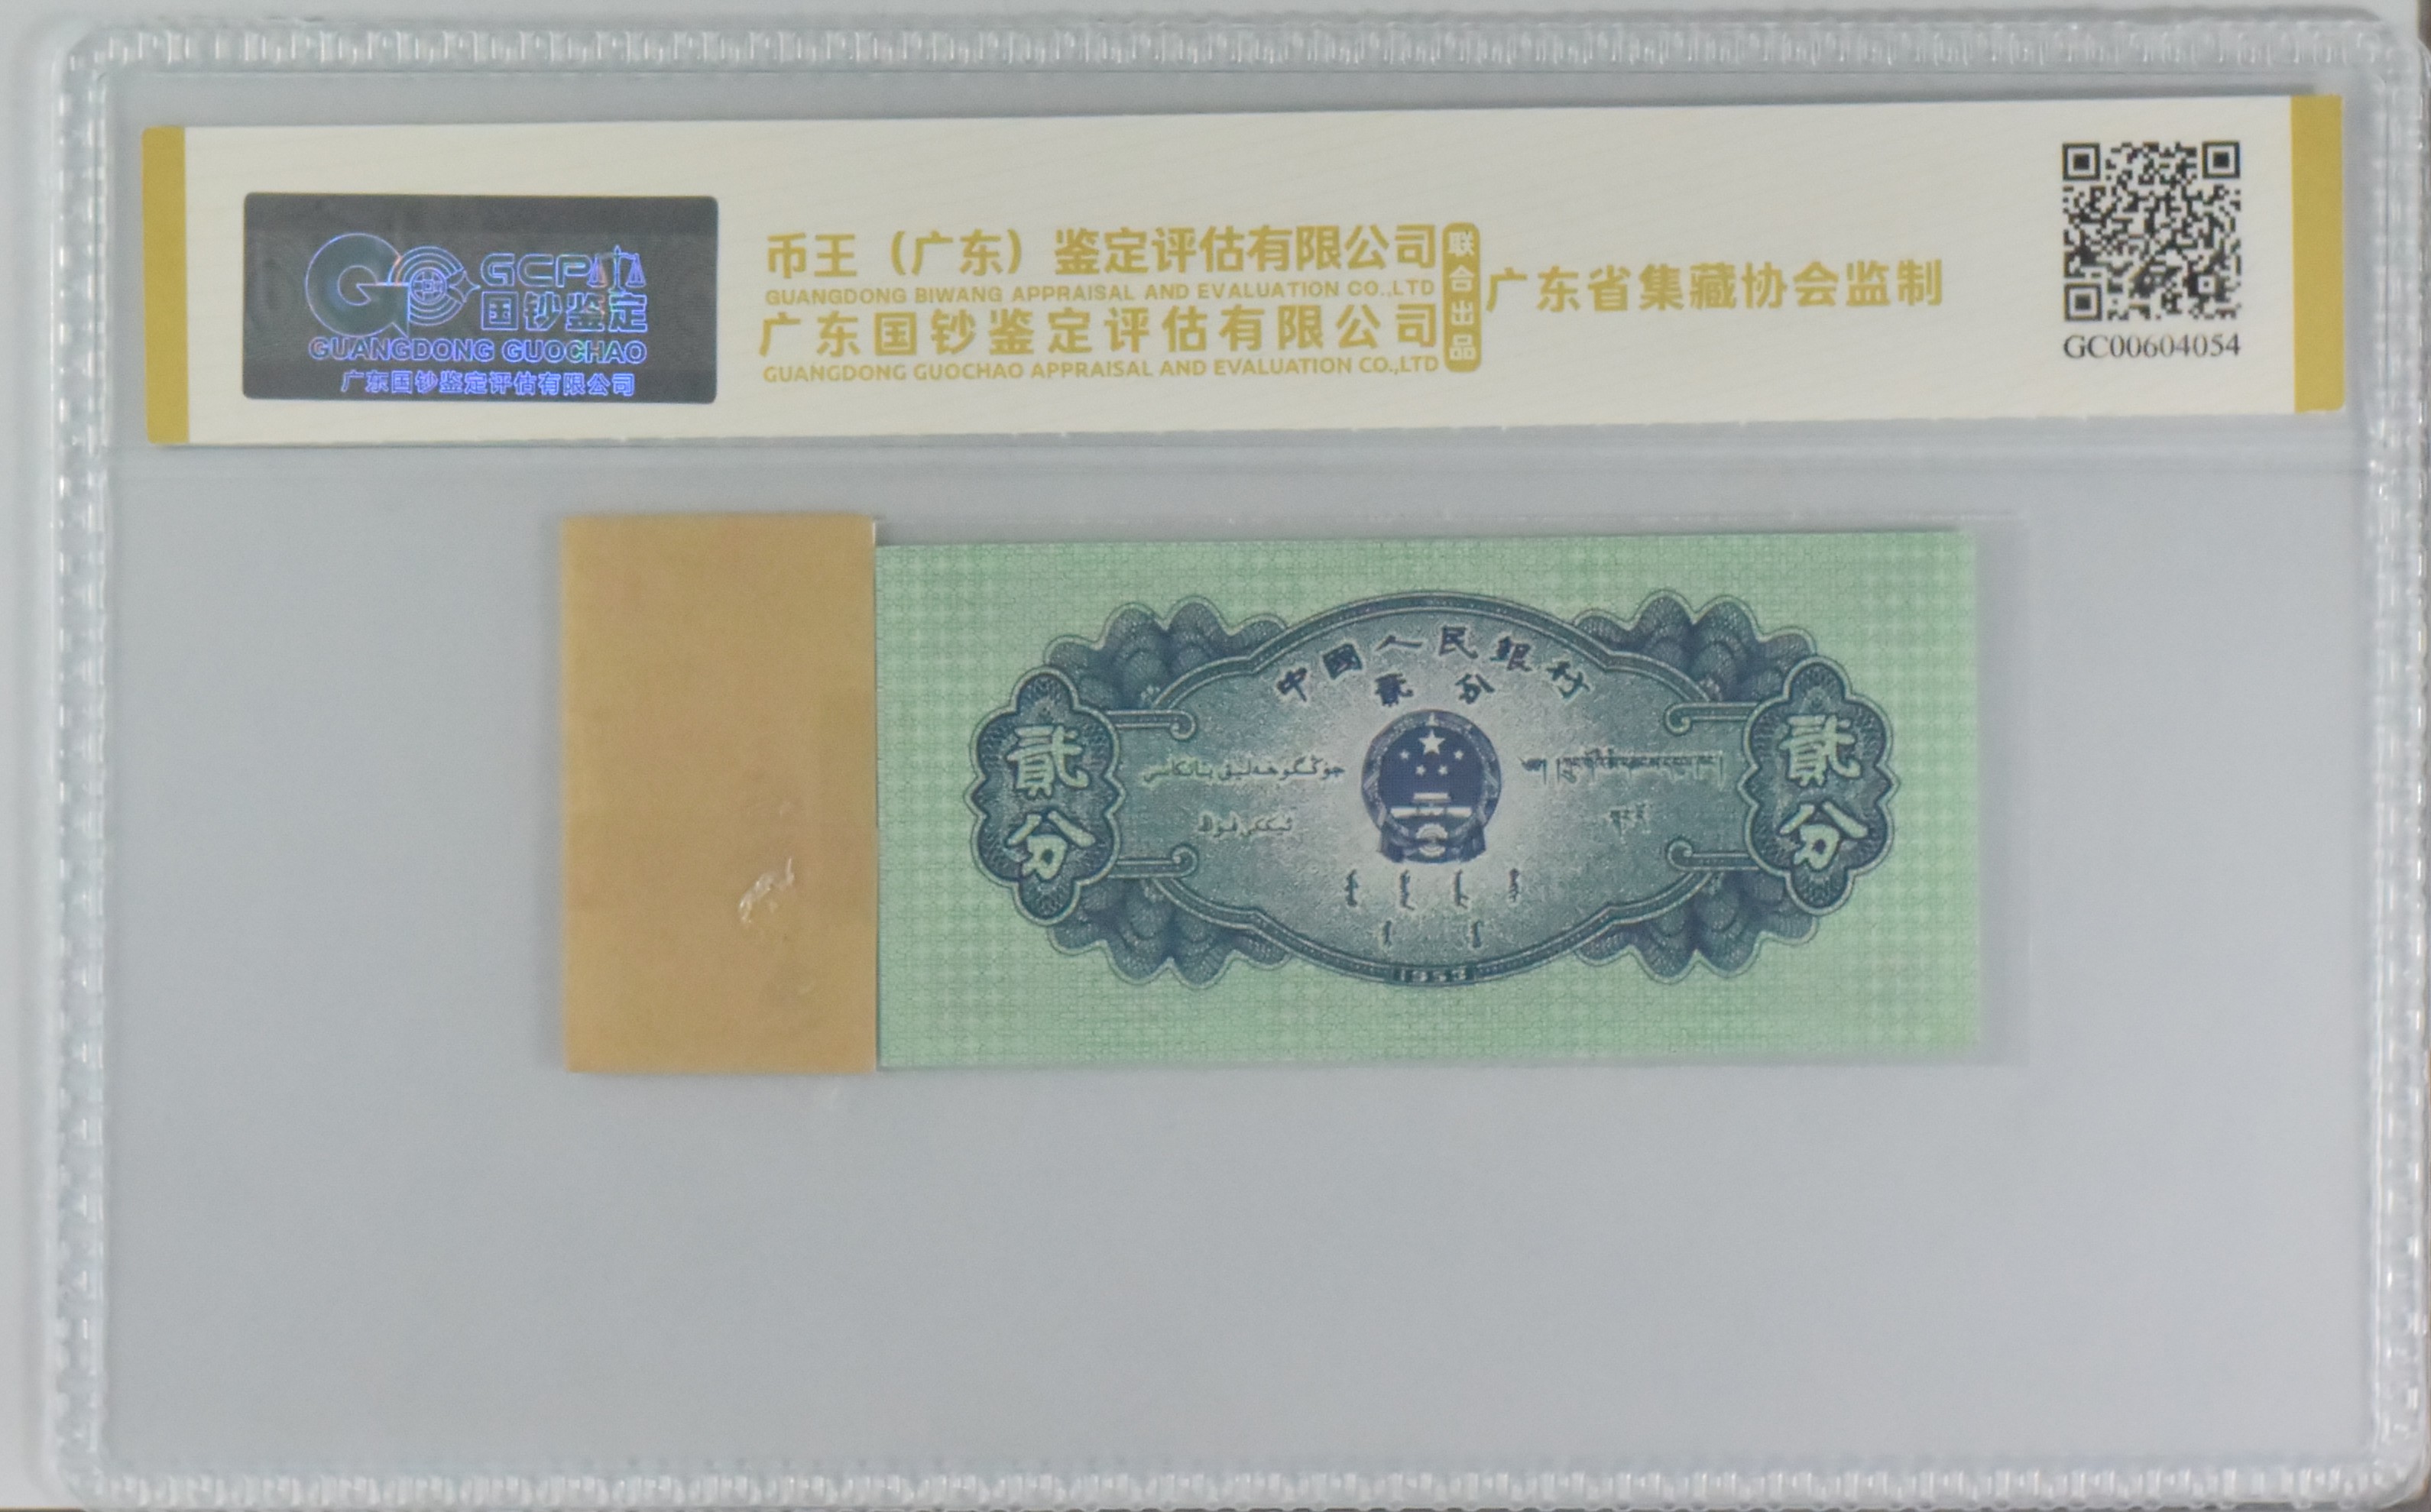 GCP
国钞鉴定
GUANGDONG GUOCHAO
广东国钞鉴定评估有限公司
币王（广东）鉴定评估有限公司
GUANGDONG BIWANG APPRAISAL AND EVALUATION CO.,LTD
广东国钞鉴定评估有限公司
GUANGDONG GUOCHAO APPRAISAL AND EVALUATION CO.,LTD
联合出品
广东省集藏协会监制
GC00604054
中國人民銀行
貳分
貳分
貳分
1953